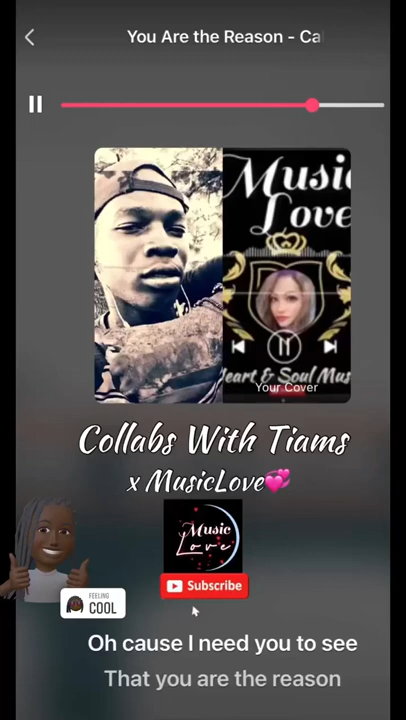 You Are the Reason - Cal
Music
Love
Heart & Soul Mus
Your Cover
Collabs With Tiams
x MusicLove💞
Music
Love
Subscribe
FEELING
COOL
Oh cause I need you to see
That you are the reason